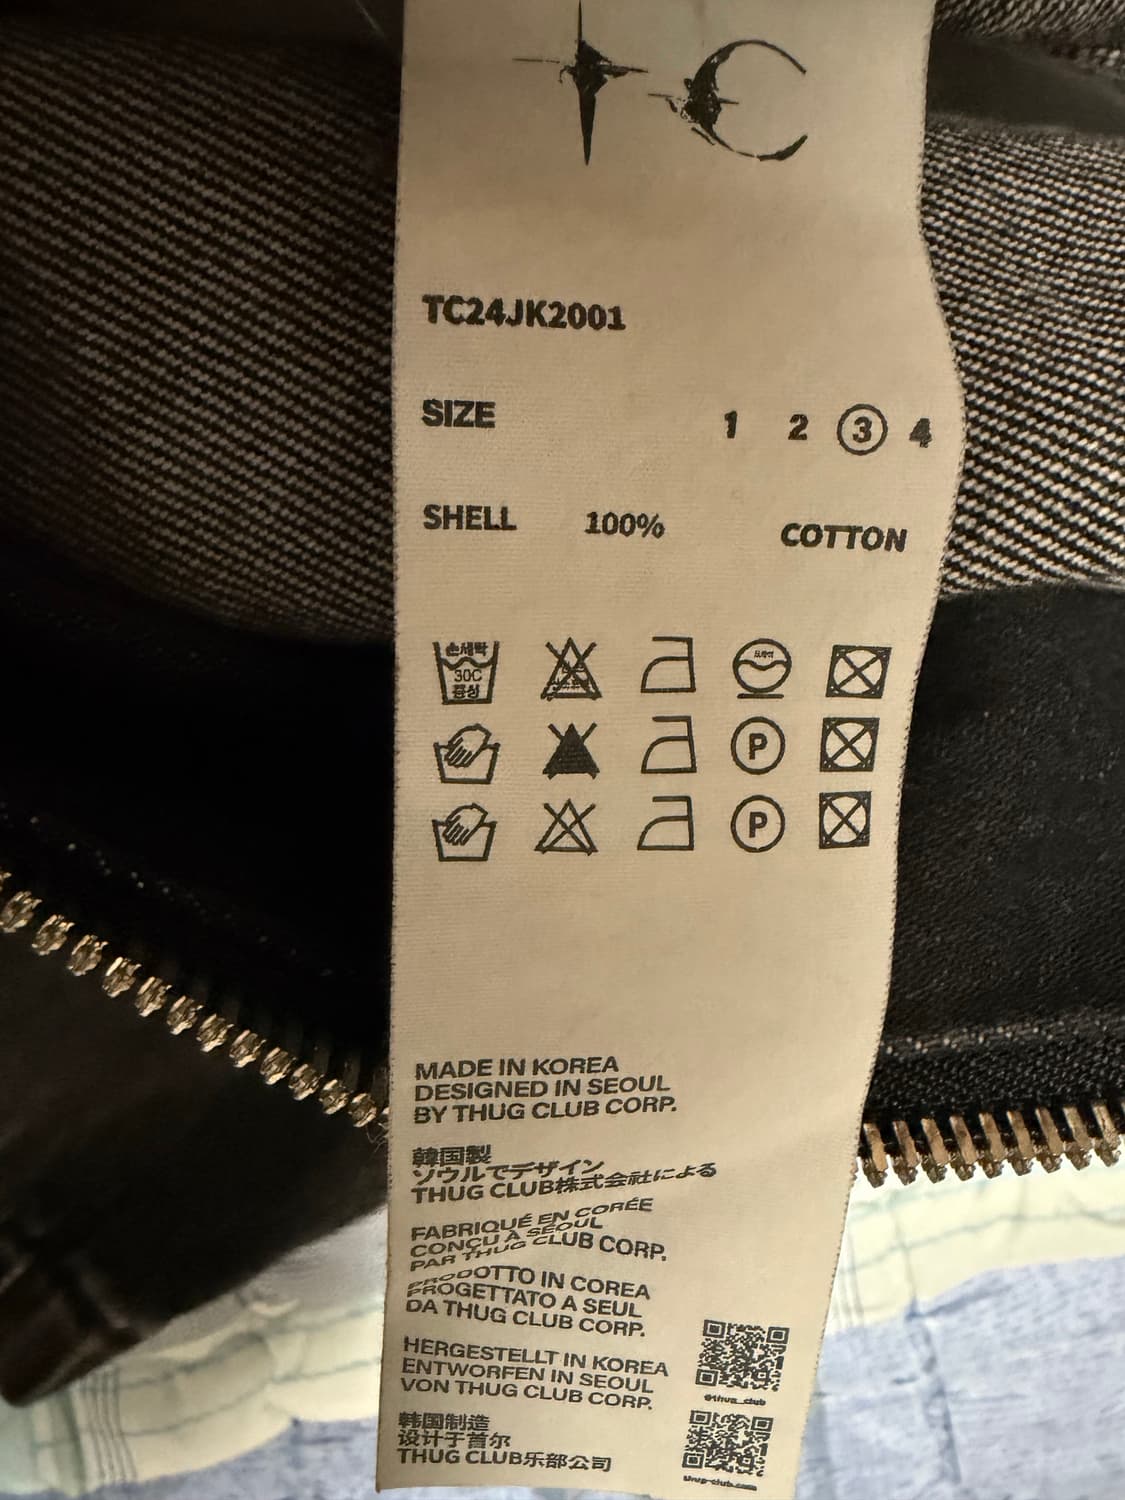 TC24JK2001
SIZE 1 2 3 4
SHELL 100% COTTON
손세탁
30C
중성
드라이
P
P
MADE IN KOREA
DESIGNED IN SEOUL
BY THUG CLUB CORP.
韓国製
ソウルでデザイン
THUG CLUB株式会社による
FABRIQUÉ EN CORÉE
CONÇU À SÉOUL
PAR THUG CLUB CORP.
PRODOTTO IN COREA
PROGETTATO A SEUL
DA THUG CLUB CORP.
HERGESTELLT IN KOREA
ENTWORFEN IN SEOUL
VON THUG CLUB CORP.
@thug_club
韩国制造
设计于首尔
THUG CLUB乐部公司
thug-club.com